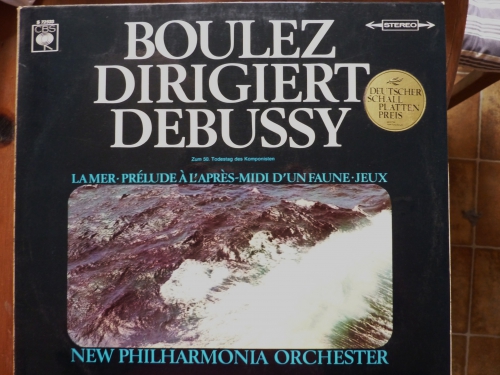 CBS
STEREO
BOULEZ
DIRIGIERT
DEBUSSY
DEUTSCHER
SCHALL
PLATTEN
PREIS
Zum 50. Todestag des Komponisten
LA MER · PRÉLUDE À L'APRÈS-MIDI D'UN FAUNE · JEUX
NEW PHILHARMONIA ORCHESTER